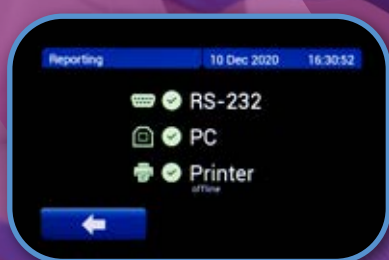 Reporting 10 Dec 2020 16:30:52
RS-232
PC
Printer
offline